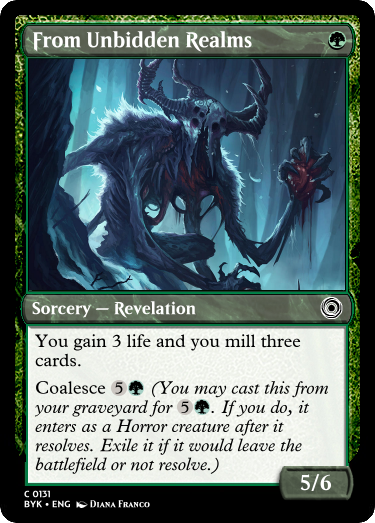 From Unbidden Realms
Sorcery — Revelation
You gain 3 life and you mill three
cards.
Coalesce 5 (You may cast this from
your graveyard for 5. If you do, it
enters as a Horror creature after it
resolves. Exile it if it would leave the
battlefield or not resolve.)
5/6
C 0131
BYK • ENG Diana Franco